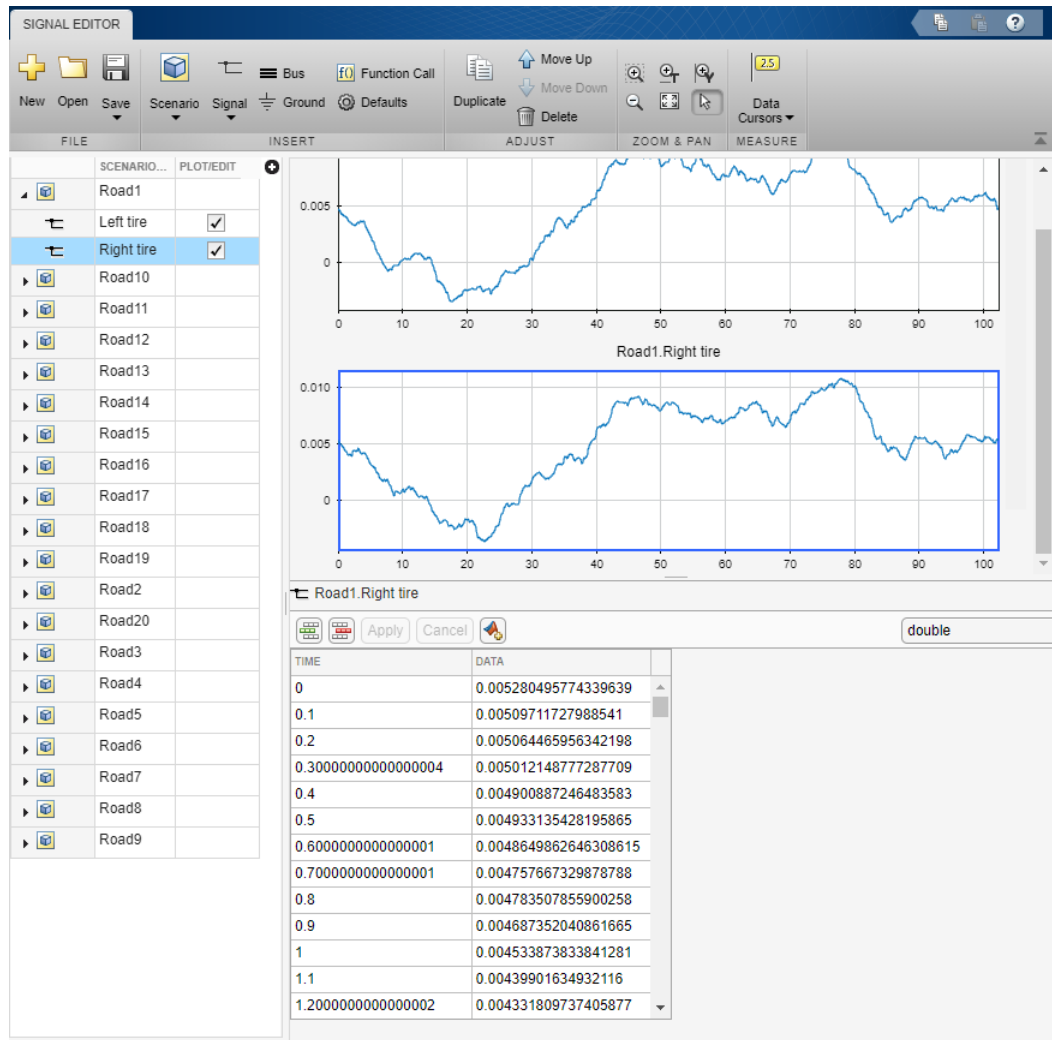 SIGNAL EDITOR
?
New Open Save Scenario Signal Bus Ground f() Function Call Defaults Duplicate Move Up Move Down Delete 2.5 Data Cursors
FILE INSERT ADJUST ZOOM & PAN MEASURE
SCENARIO... PLOT/EDIT
Road1
Left tire
Right tire
Road10
Road11
Road12
Road13
Road14
Road15
Road16
Road17
Road18
Road19
Road2
Road20
Road3
Road4
Road5
Road6
Road7
Road8
Road9
0.005
0
0 10 20 30 40 50 60 70 80 90 100
Road1.Right tire
0.010
0.005
0
0 10 20 30 40 50 60 70 80 90 100
Road1.Right tire
Apply Cancel double
TIME DATA
0 0.005280495774339639
0.1 0.00509711727988541
0.2 0.005064465956342198
0.30000000000000004 0.005012148777287709
0.4 0.004900887246483583
0.5 0.004933135428195865
0.6000000000000001 0.0048649862646308615
0.7000000000000001 0.004757667329878788
0.8 0.004783507855900258
0.9 0.004687352040861665
1 0.004533873833841281
1.1 0.00439901634932116
1.2000000000000002 0.004331809737405877